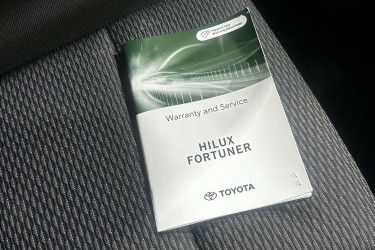 Warranty and Service
HILUX
FORTUNER
TOYOTA